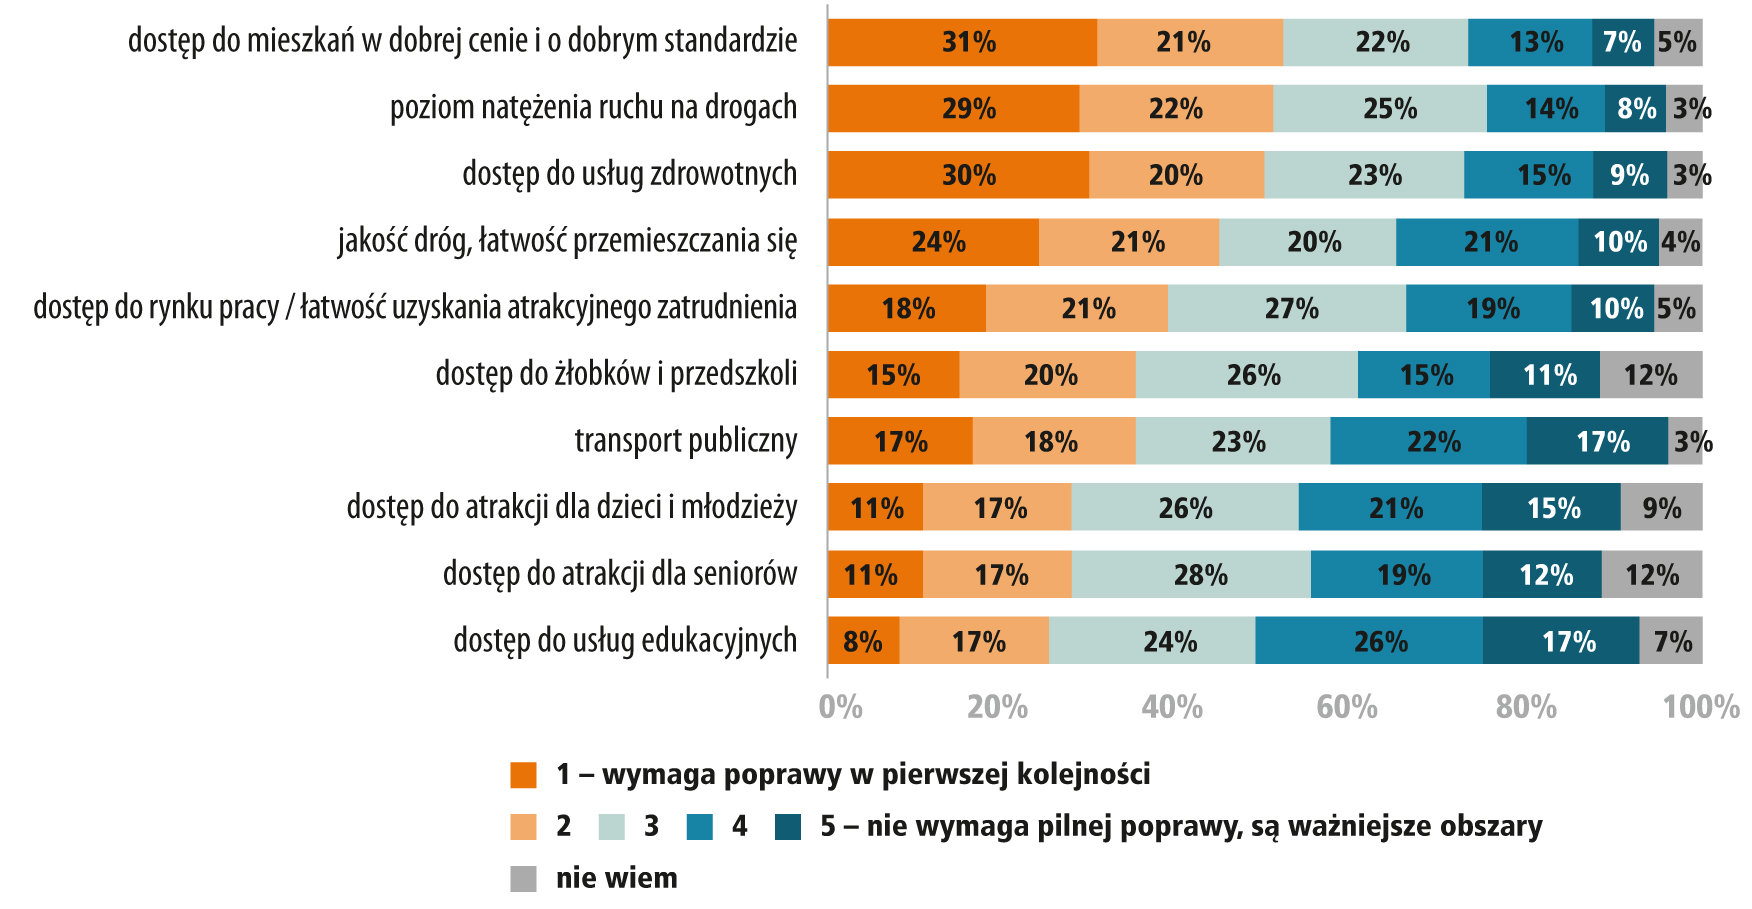 dostęp do mieszkań w dobrej cenie i o dobrym standardzie 31% 21% 22% 13% 7% 5%
poziom natężenia ruchu na drogach 29% 22% 25% 14% 8% 3%
dostęp do usług zdrowotnych 30% 20% 23% 15% 9% 3%
jakość dróg, łatwość przemieszczania się 24% 21% 20% 21% 10% 4%
dostęp do rynku pracy / łatwość uzyskania atrakcyjnego zatrudnienia 18% 21% 27% 19% 10% 5%
dostęp do żłobków i przedszkoli 15% 20% 26% 15% 11% 12%
transport publiczny 17% 18% 23% 22% 17% 3%
dostęp do atrakcji dla dzieci i młodzieży 11% 17% 26% 21% 15% 9%
dostęp do atrakcji dla seniorów 11% 17% 28% 19% 12% 12%
dostęp do usług edukacyjnych 8% 17% 24% 26% 17% 7%
0% 20% 40% 60% 80% 100%
1 – wymaga poprawy w pierwszej kolejności
2 3 4 5 – nie wymaga pilnej poprawy, są ważniejsze obszary
nie wiem